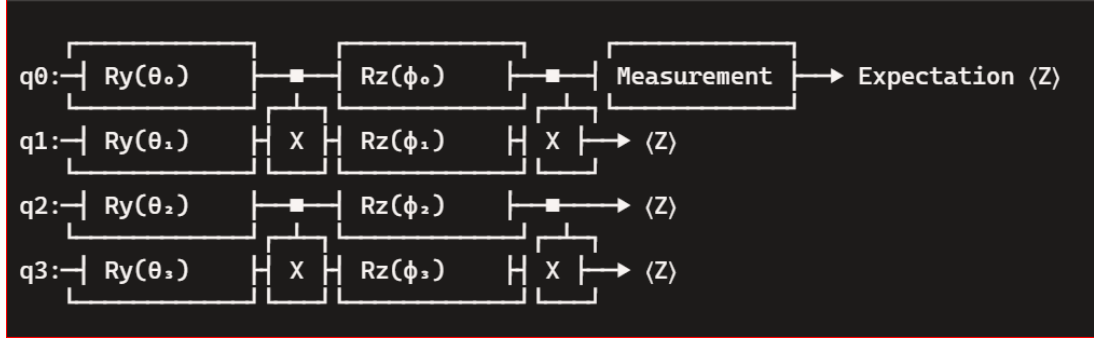 q0: Ry(θ₀) Rz(ϕ₀) Measurement Expectation ⟨Z⟩
q1: Ry(θ₁) X Rz(ϕ₁) X ⟨Z⟩
q2: Ry(θ₂) Rz(ϕ₂) ⟨Z⟩
q3: Ry(θ₃) X Rz(ϕ₃) X ⟨Z⟩